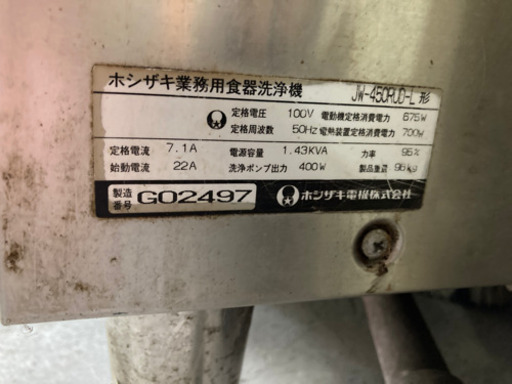 ホシザキ業務用食器洗浄機 JW-450RUD-L 形
定格電圧 100V 電動機定格消費電力 675W
定格周波数 50Hz 電熱装置定格消費電力 700W
定格電流 7.1A 電源容量 1.43KVA 力率 95%
始動電流 22A 洗浄ポンプ出力 400W 製品重量 95kg
製造番号 G02497 ホシザキ電機株式会社